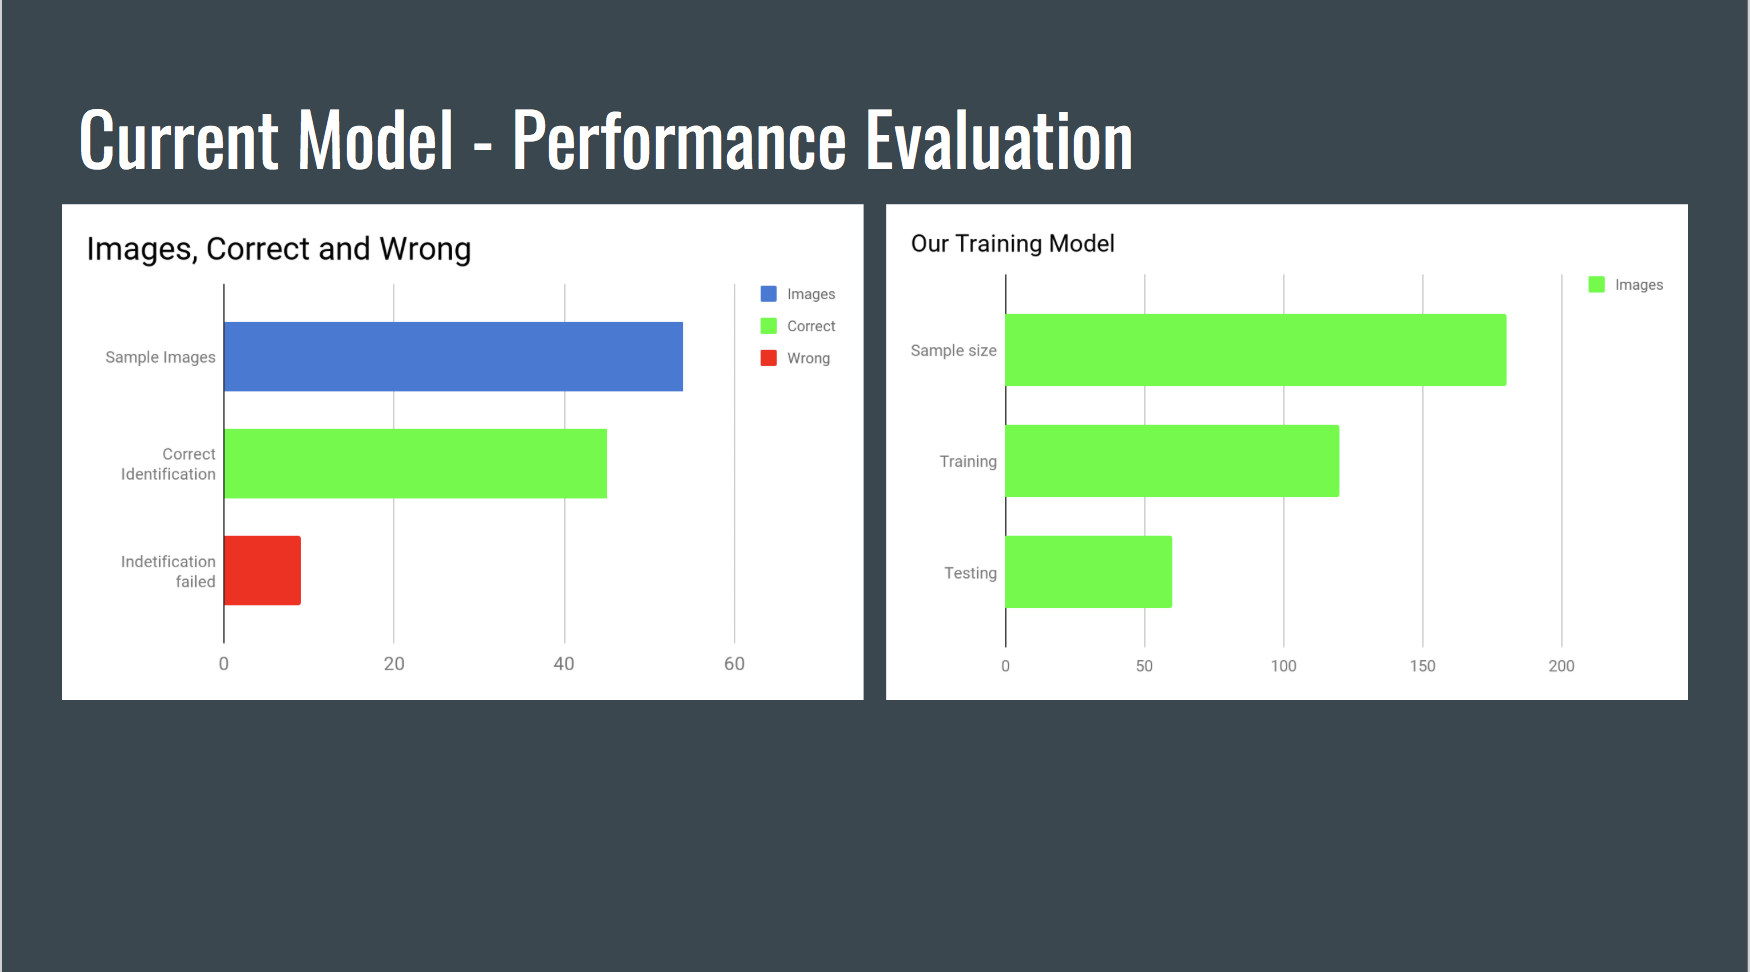 Current Model - Performance Evaluation
Images, Correct and Wrong
Images
Correct
Wrong
Sample Images
Correct
Identification
Indetification
failed
0 20 40 60
Our Training Model
Images
Sample size
Training
Testing
0 50 100 150 200